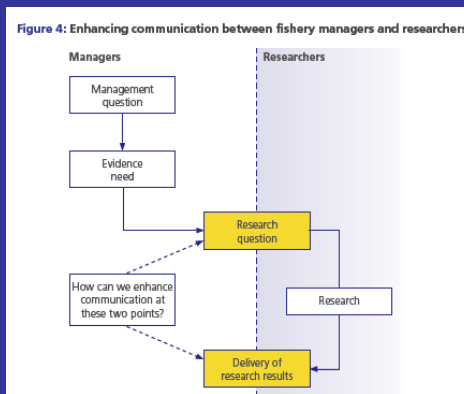 Figure 4: Enhancing communication between fishery managers and researchers
Managers
Researchers
Management
question
Evidence
need
Research
question
How can we enhance
communication at
these two points?
Research
Delivery of
research results